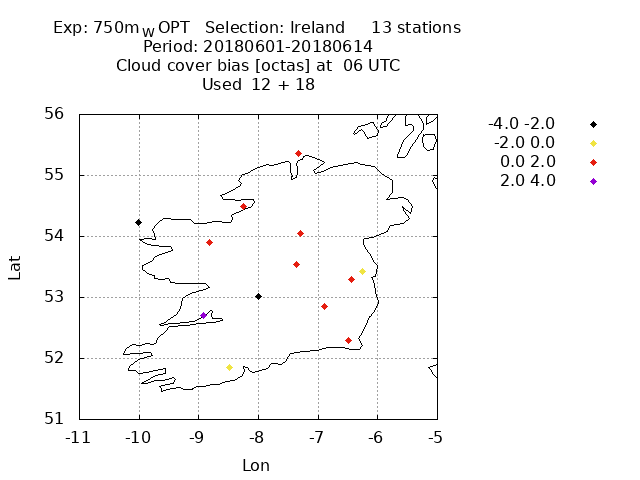 Exp: 750m_W OPT   Selection: Ireland     13 stations
Period: 20180601-20180614
Cloud cover bias [octas] at  06 UTC
Used  12 + 18
-4.0 -2.0
-2.0 0.0
0.0 2.0
2.0 4.0
56
55
54
53
52
51
Lat
-11 -10 -9 -8 -7 -6 -5
Lon